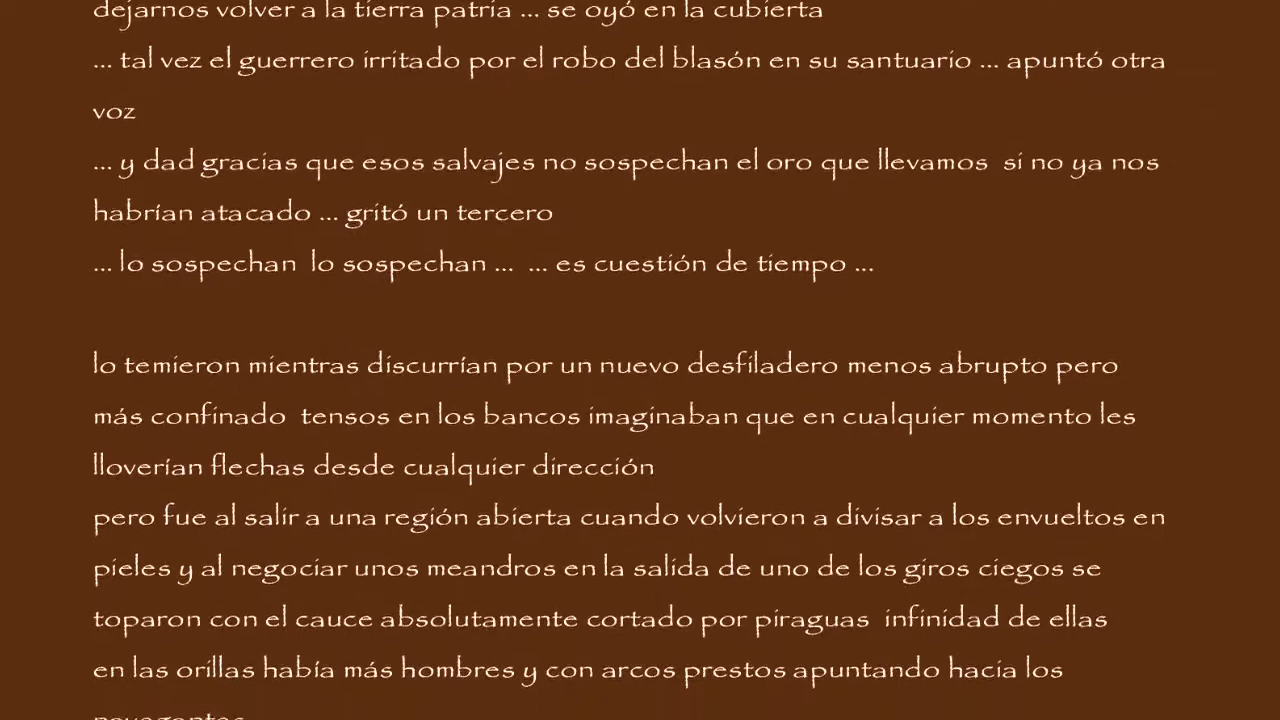 dejarnos volver a la tierra patria ... se oyó en la cubierta
... tal vez el guerrero irritado por el robo del blasón en su santuario ... apuntó otra
voz
... y dad gracias que esos salvajes no sospechan el oro que llevamos  si no ya nos
habrían atacado ... gritó un tercero
... lo sospechan  lo sospechan ...  ... es cuestión de tiempo ...
lo temieron mientras discurrían por un nuevo desfiladero menos abrupto pero
más confinado  tensos en los bancos imaginaban que en cualquier momento les
lloverían flechas desde cualquier dirección
pero fue al salir a una región abierta cuando volvieron a divisar a los envueltos en
pieles y al negociar unos meandros en la salida de uno de los giros ciegos se
toparon con el cauce absolutamente cortado por piraguas  infinidad de ellas
en las orillas había más hombres y con arcos prestos apuntando hacia los
navegantes